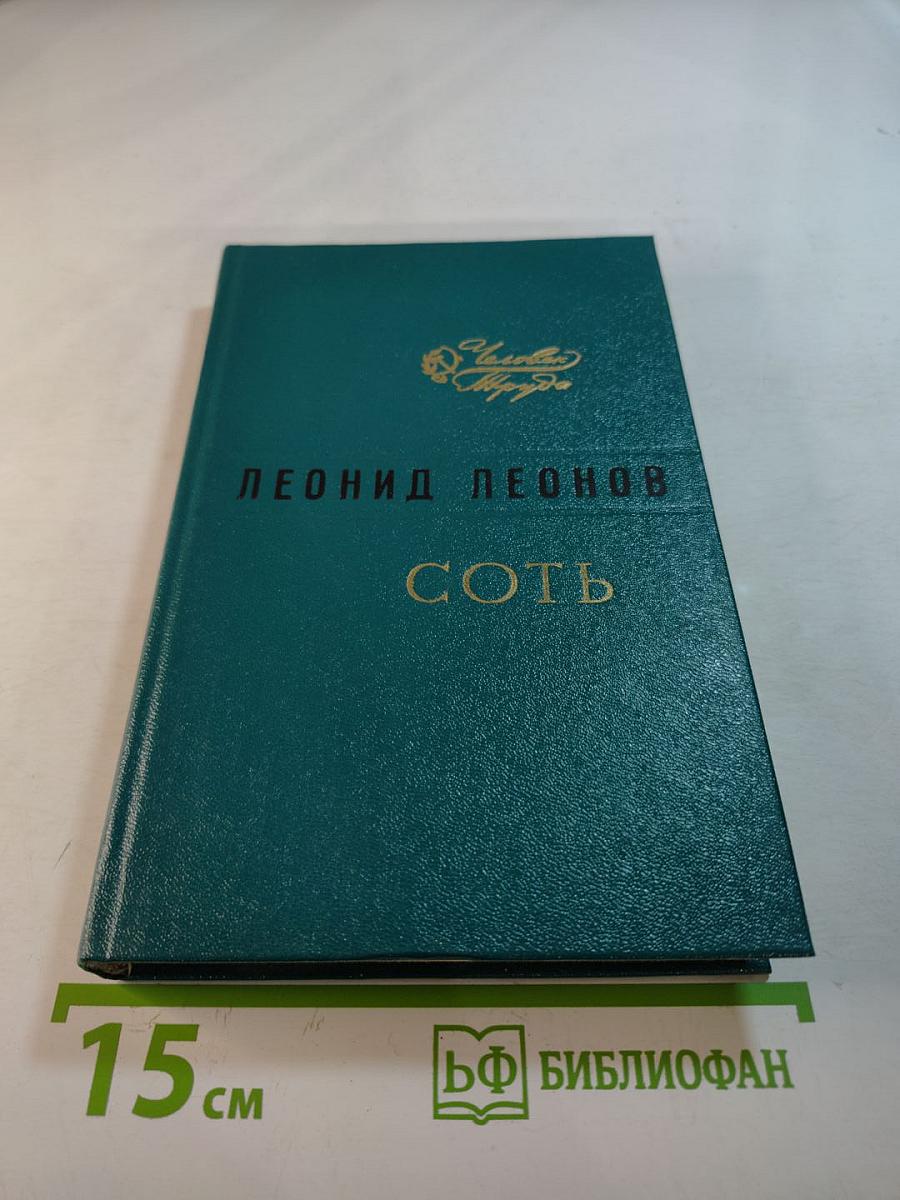 Человек
Труда
ЛЕОНИД ЛЕОНОВ
СОТЬ
15 см
БФ БИБЛИОФАН